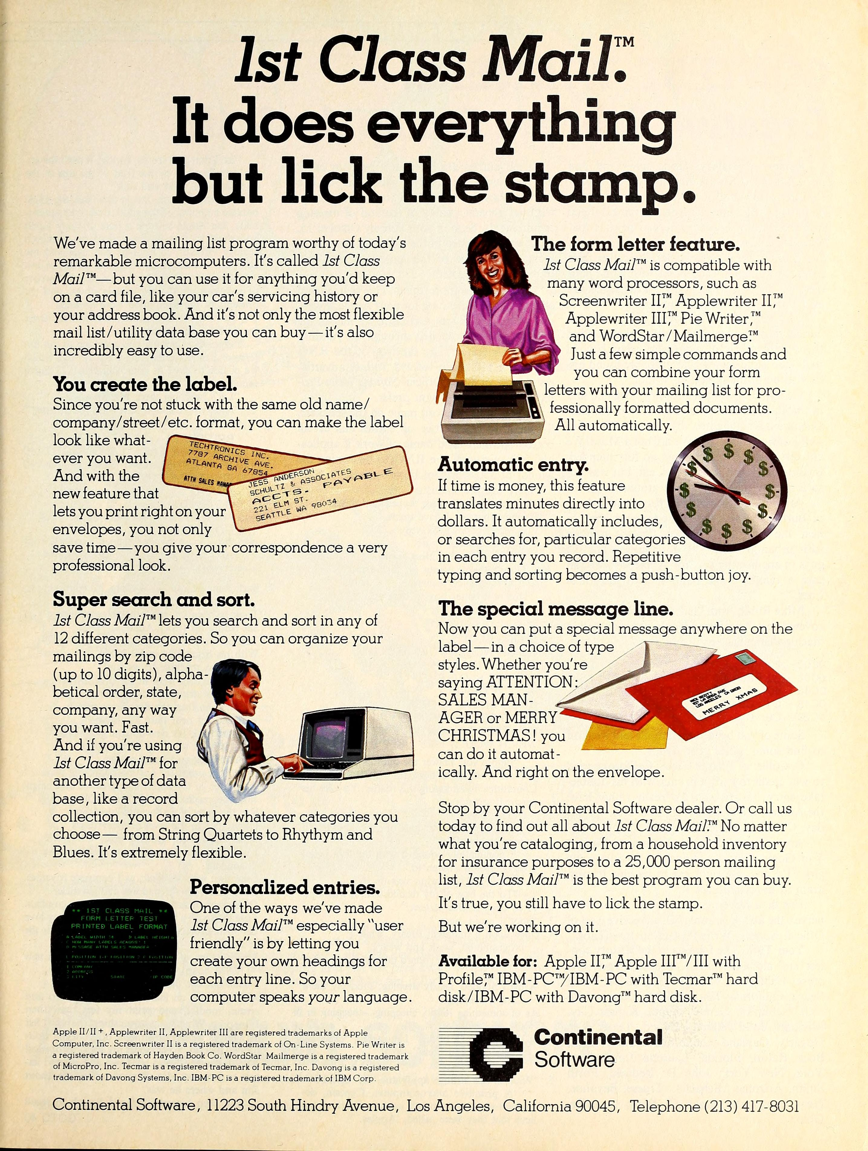 1st Class Mail.™
It does everything
but lick the stamp.
We've made a mailing list program worthy of today's
remarkable microcomputers. It's called 1st Class
Mail™—but you can use it for anything you'd keep
on a card file, like your car's servicing history or
your address book. And it's not only the most flexible
mail list/utility data base you can buy—it's also
incredibly easy to use.
You create the label.
Since you're not stuck with the same old name/
company/street/etc. format, you can make the label
look like what-
ever you want.
And with the
new feature that
lets you print right on your
envelopes, you not only
save time—you give your correspondence a very
professional look.
TECHTRONICS INC.
7787 ARCHIVE AVE.
ATLANTA GA 67854
ATTN SALES
JESS ANDERSON
SCHULTZ & ASSOCIATES
ACCTS. PAYABLE
221 ELM ST.
SEATTLE WA 98034
Super search and sort.
1st Class Mail™ lets you search and sort in any of
12 different categories. So you can organize your
mailings by zip code
(up to 10 digits), alpha-
betical order, state,
company, any way
you want. Fast.
And if you're using
1st Class Mail™ for
another type of data
base, like a record
collection, you can sort by whatever categories you
choose— from String Quartets to Rhythym and
Blues. It's extremely flexible.
** 1ST CLASS MAIL **
FORM LETTER TEST
PRINTED LABEL FORMAT
Personalized entries.
One of the ways we've made
1st Class Mail™ especially "user
friendly" is by letting you
create your own headings for
each entry line. So your
computer speaks your language.
The form letter feature.
1st Class Mail™ is compatible with
many word processors, such as
Screenwriter II,™ Applewriter II,™
Applewriter III,™ Pie Writer,™
and WordStar/Mailmerge.™
Just a few simple commands and
you can combine your form
letters with your mailing list for pro-
fessionally formatted documents.
All automatically.
Automatic entry.
If time is money, this feature
translates minutes directly into
dollars. It automatically includes,
or searches for, particular categories
in each entry you record. Repetitive
typing and sorting becomes a push-button joy.
$ $ $ $ $ $ $ $ $ $ $ $
The special message line.
Now you can put a special message anywhere on the
label—in a choice of type
styles. Whether you're
saying ATTENTION:
SALES MAN-
AGER or MERRY
CHRISTMAS! you
can do it automat-
ically. And right on the envelope.
MERRY XMAS
Stop by your Continental Software dealer. Or call us
today to find out all about 1st Class Mail.™ No matter
what you're cataloging, from a household inventory
for insurance purposes to a 25,000 person mailing
list, 1st Class Mail™ is the best program you can buy.
It's true, you still have to lick the stamp.
But we're working on it.
Available for: Apple II,™ Apple III™/III with
Profile,™ IBM-PC™/IBM-PC with Tecmar™ hard
disk/IBM-PC with Davong™ hard disk.
Apple II/II +, Applewriter II, Applewriter III are registered trademarks of Apple
Computer, Inc. Screenwriter II is a registered trademark of On-Line Systems. Pie Writer is
a registered trademark of Hayden Book Co. WordStar Mailmerge is a registered trademark
of MicroPro, Inc. Tecmar is a registered trademark of Tecmar, Inc. Davong is a registered
trademark of Davong Systems, Inc. IBM-PC is a registered trademark of IBM Corp.
Continental
Software
Continental Software, 11223 South Hindry Avenue, Los Angeles, California 90045, Telephone (213) 417-8031